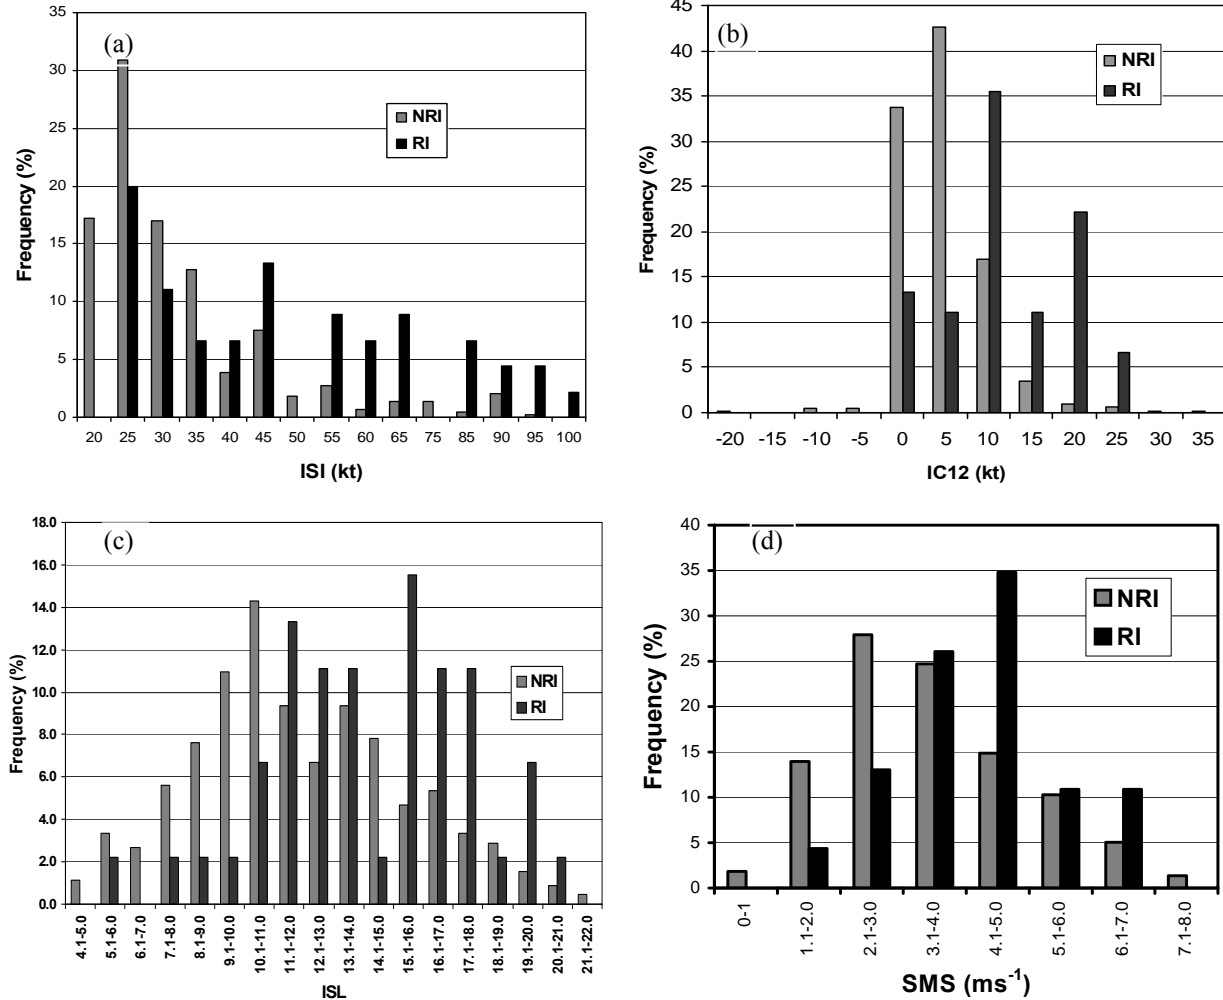 (a)
35
30
25
20
15
10
5
0
Frequency (%)
NRI
RI
20 25 30 35 40 45 50 55 60 65 75 85 90 95 100
ISI (kt)
(b)
45
40
35
30
25
20
15
10
5
0
Frequency (%)
NRI
RI
-20 -15 -10 -5 0 5 10 15 20 25 30 35
IC12 (kt)
(c)
18.0
16.0
14.0
12.0
10.0
8.0
6.0
4.0
2.0
0.0
Frequency (%)
NRI
RI
4.1-5.0
5.1-6.0
6.1-7.0
7.1-8.0
8.1-9.0
9.1-10.0
10.1-11.0
11.1-12.0
12.1-13.0
13.1-14.0
14.1-15.0
15.1-16.0
16.1-17.0
17.1-18.0
18.1-19.0
19.1-20.0
20.1-21.0
21.1-22.0
ISL
(d)
40
35
30
25
20
15
10
5
0
Frequency (%)
NRI
RI
0-1
1.1-2.0
2.1-3.0
3.1-4.0
4.1-5.0
5.1-6.0
6.1-7.0
7.1-8.0
SMS (ms⁻¹)